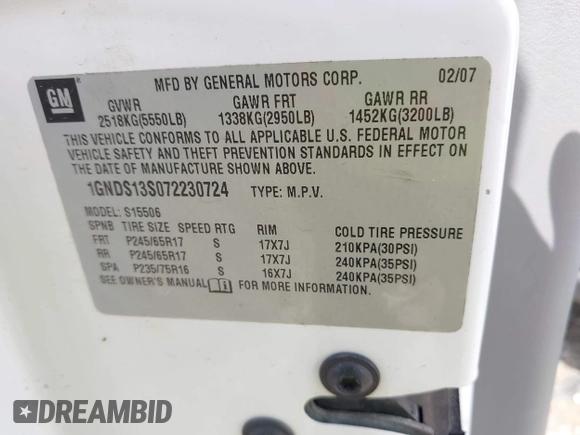 GM
MFD BY GENERAL MOTORS CORP. 02/07
GVWR GAWR FRT GAWR RR
2518KG(5550LB) 1338KG(2950LB) 1452KG(3200LB)
THIS VEHICLE CONFORMS TO ALL APPLICABLE U.S. FEDERAL MOTOR
VEHICLE SAFETY AND THEFT PREVENTION STANDARDS IN EFFECT ON
THE DATE OF MANUFACTURE SHOWN ABOVE.
1GNDS13S072230724 TYPE: M.P.V.
MODEL: S15506
SPNB TIRE SIZE SPEED RTG RIM COLD TIRE PRESSURE
FRT P245/65R17 S 17X7J 210KPA(30PSI)
RR P245/65R17 S 17X7J 240KPA(35PSI)
SPA P235/75R16 S 16X7J 240KPA(35PSI)
SEE OWNER'S MANUAL FOR MORE INFORMATION.
DREAMBID